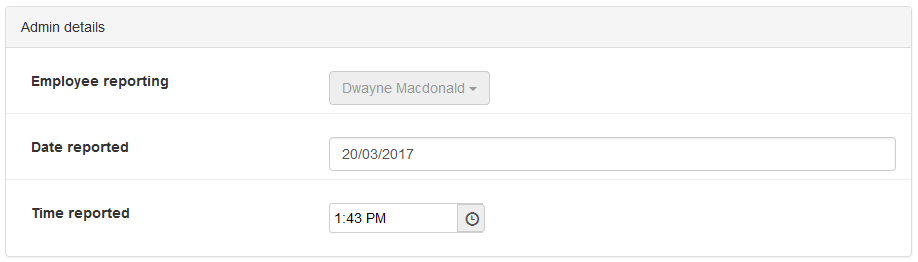 Admin details
Employee reporting
Dwayne Macdonald
Date reported
20/03/2017
Time reported
1:43 PM